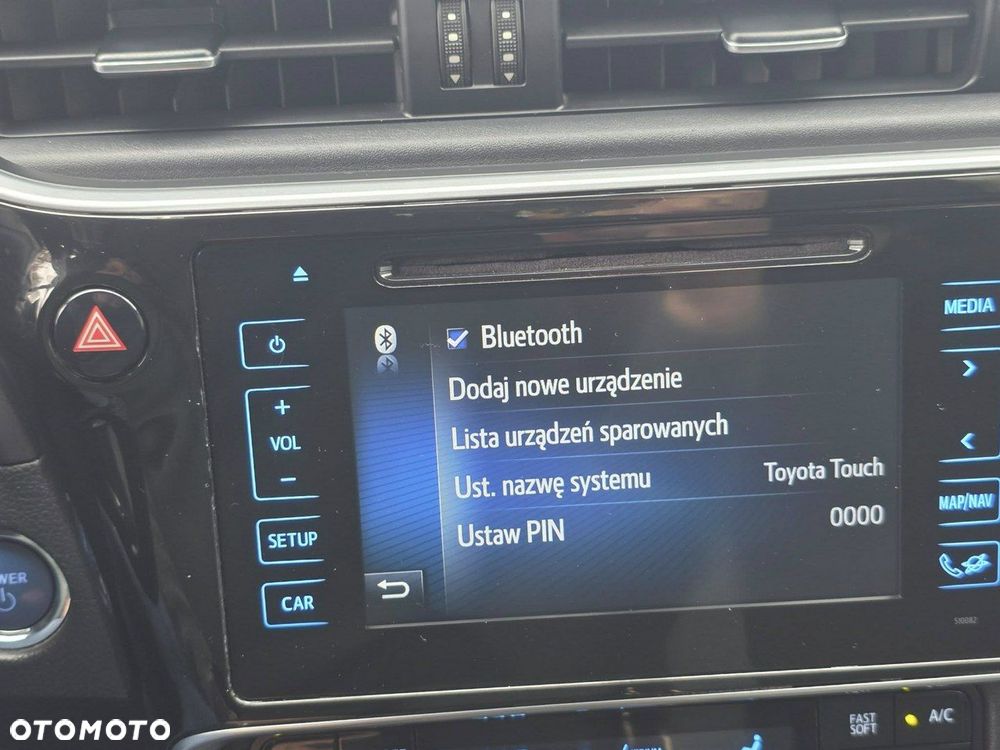 MEDIA
Bluetooth
Dodaj nowe urządzenie
+
VOL
-
Lista urządzeń sparowanych
Ust. nazwę systemu Toyota Touch
MAP/NAV
Ustaw PIN 0000
SETUP
CAR
S10082
OTOMOTO
FAST
SOFT
A/C